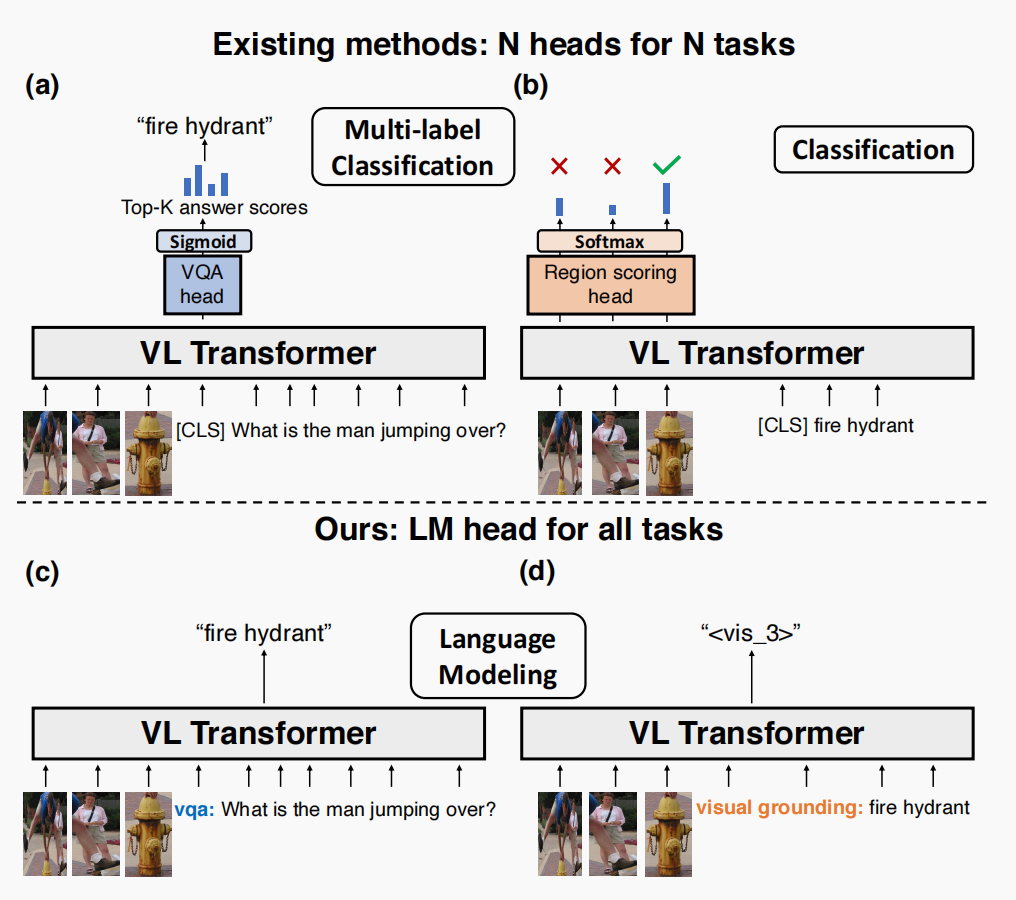 Existing methods: N heads for N tasks
(a)
“fire hydrant”
Multi-label
Classification
Top-K answer scores
Sigmoid
VQA
head
VL Transformer
[CLS] What is the man jumping over?
(b)
Classification
Softmax
Region scoring
head
VL Transformer
[CLS] fire hydrant
Ours: LM head for all tasks
(c)
“fire hydrant”
Language
Modeling
VL Transformer
vqa: What is the man jumping over?
(d)
“<vis_3>”
VL Transformer
visual grounding: fire hydrant